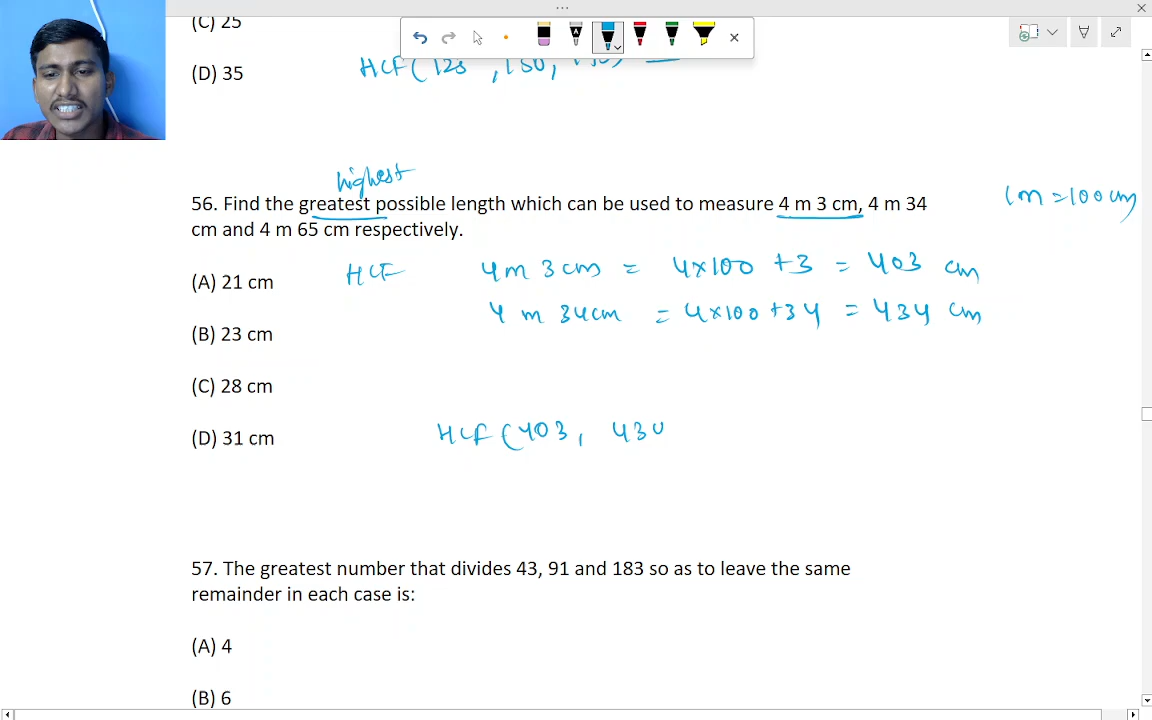 (C) 25
(D) 35
HCF(125, 150,
highest
56. Find the greatest possible length which can be used to measure 4 m 3 cm, 4 m 34
cm and 4 m 65 cm respectively.
1m = 100cm
(A) 21 cm
HCF
4m 3cm = 4×100 +3 = 403 cm
4 m 34cm = 4×100+34 = 434 cm
(B) 23 cm
(C) 28 cm
(D) 31 cm
HCF(403, 434
57. The greatest number that divides 43, 91 and 183 so as to leave the same
remainder in each case is:
(A) 4
(B) 6